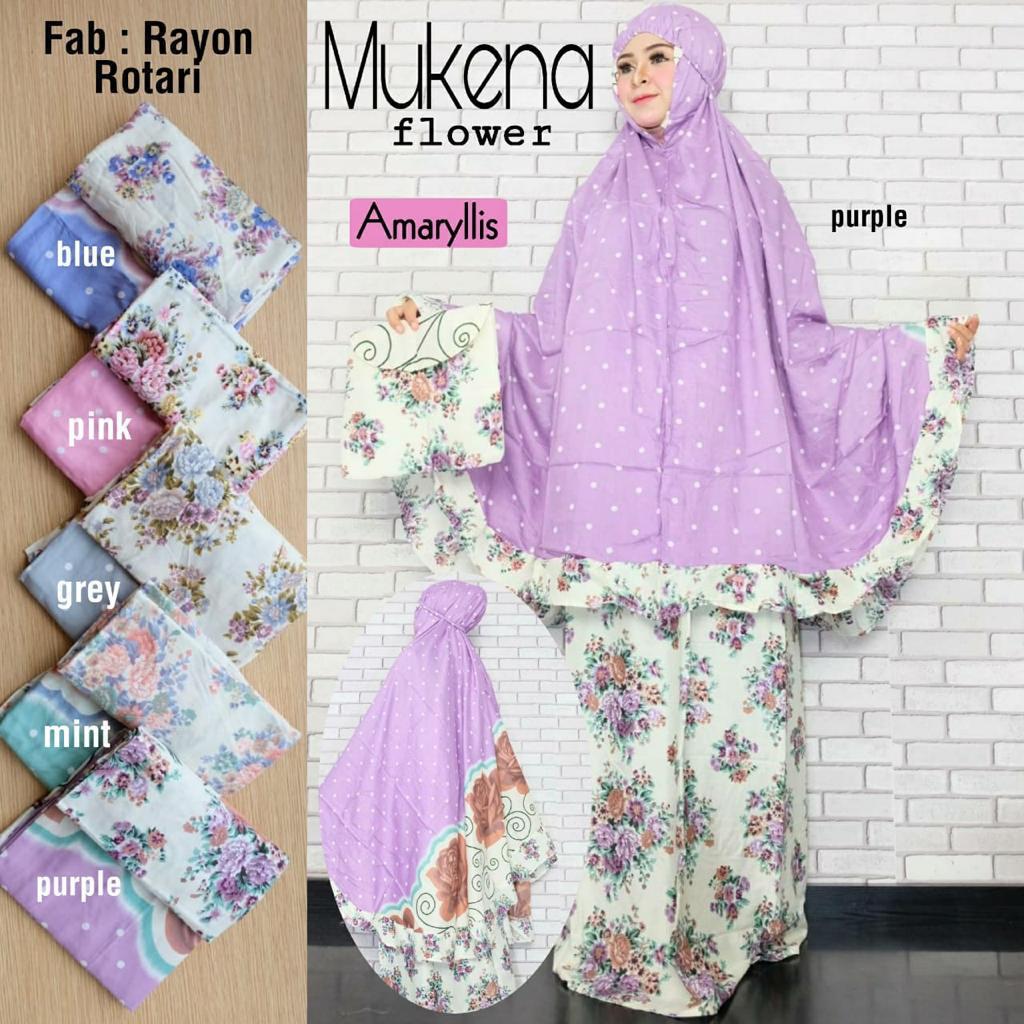 Fab : Rayon
Rotari
Mukena
flower
Amaryllis
purple
blue
pink
grey
mint
purple